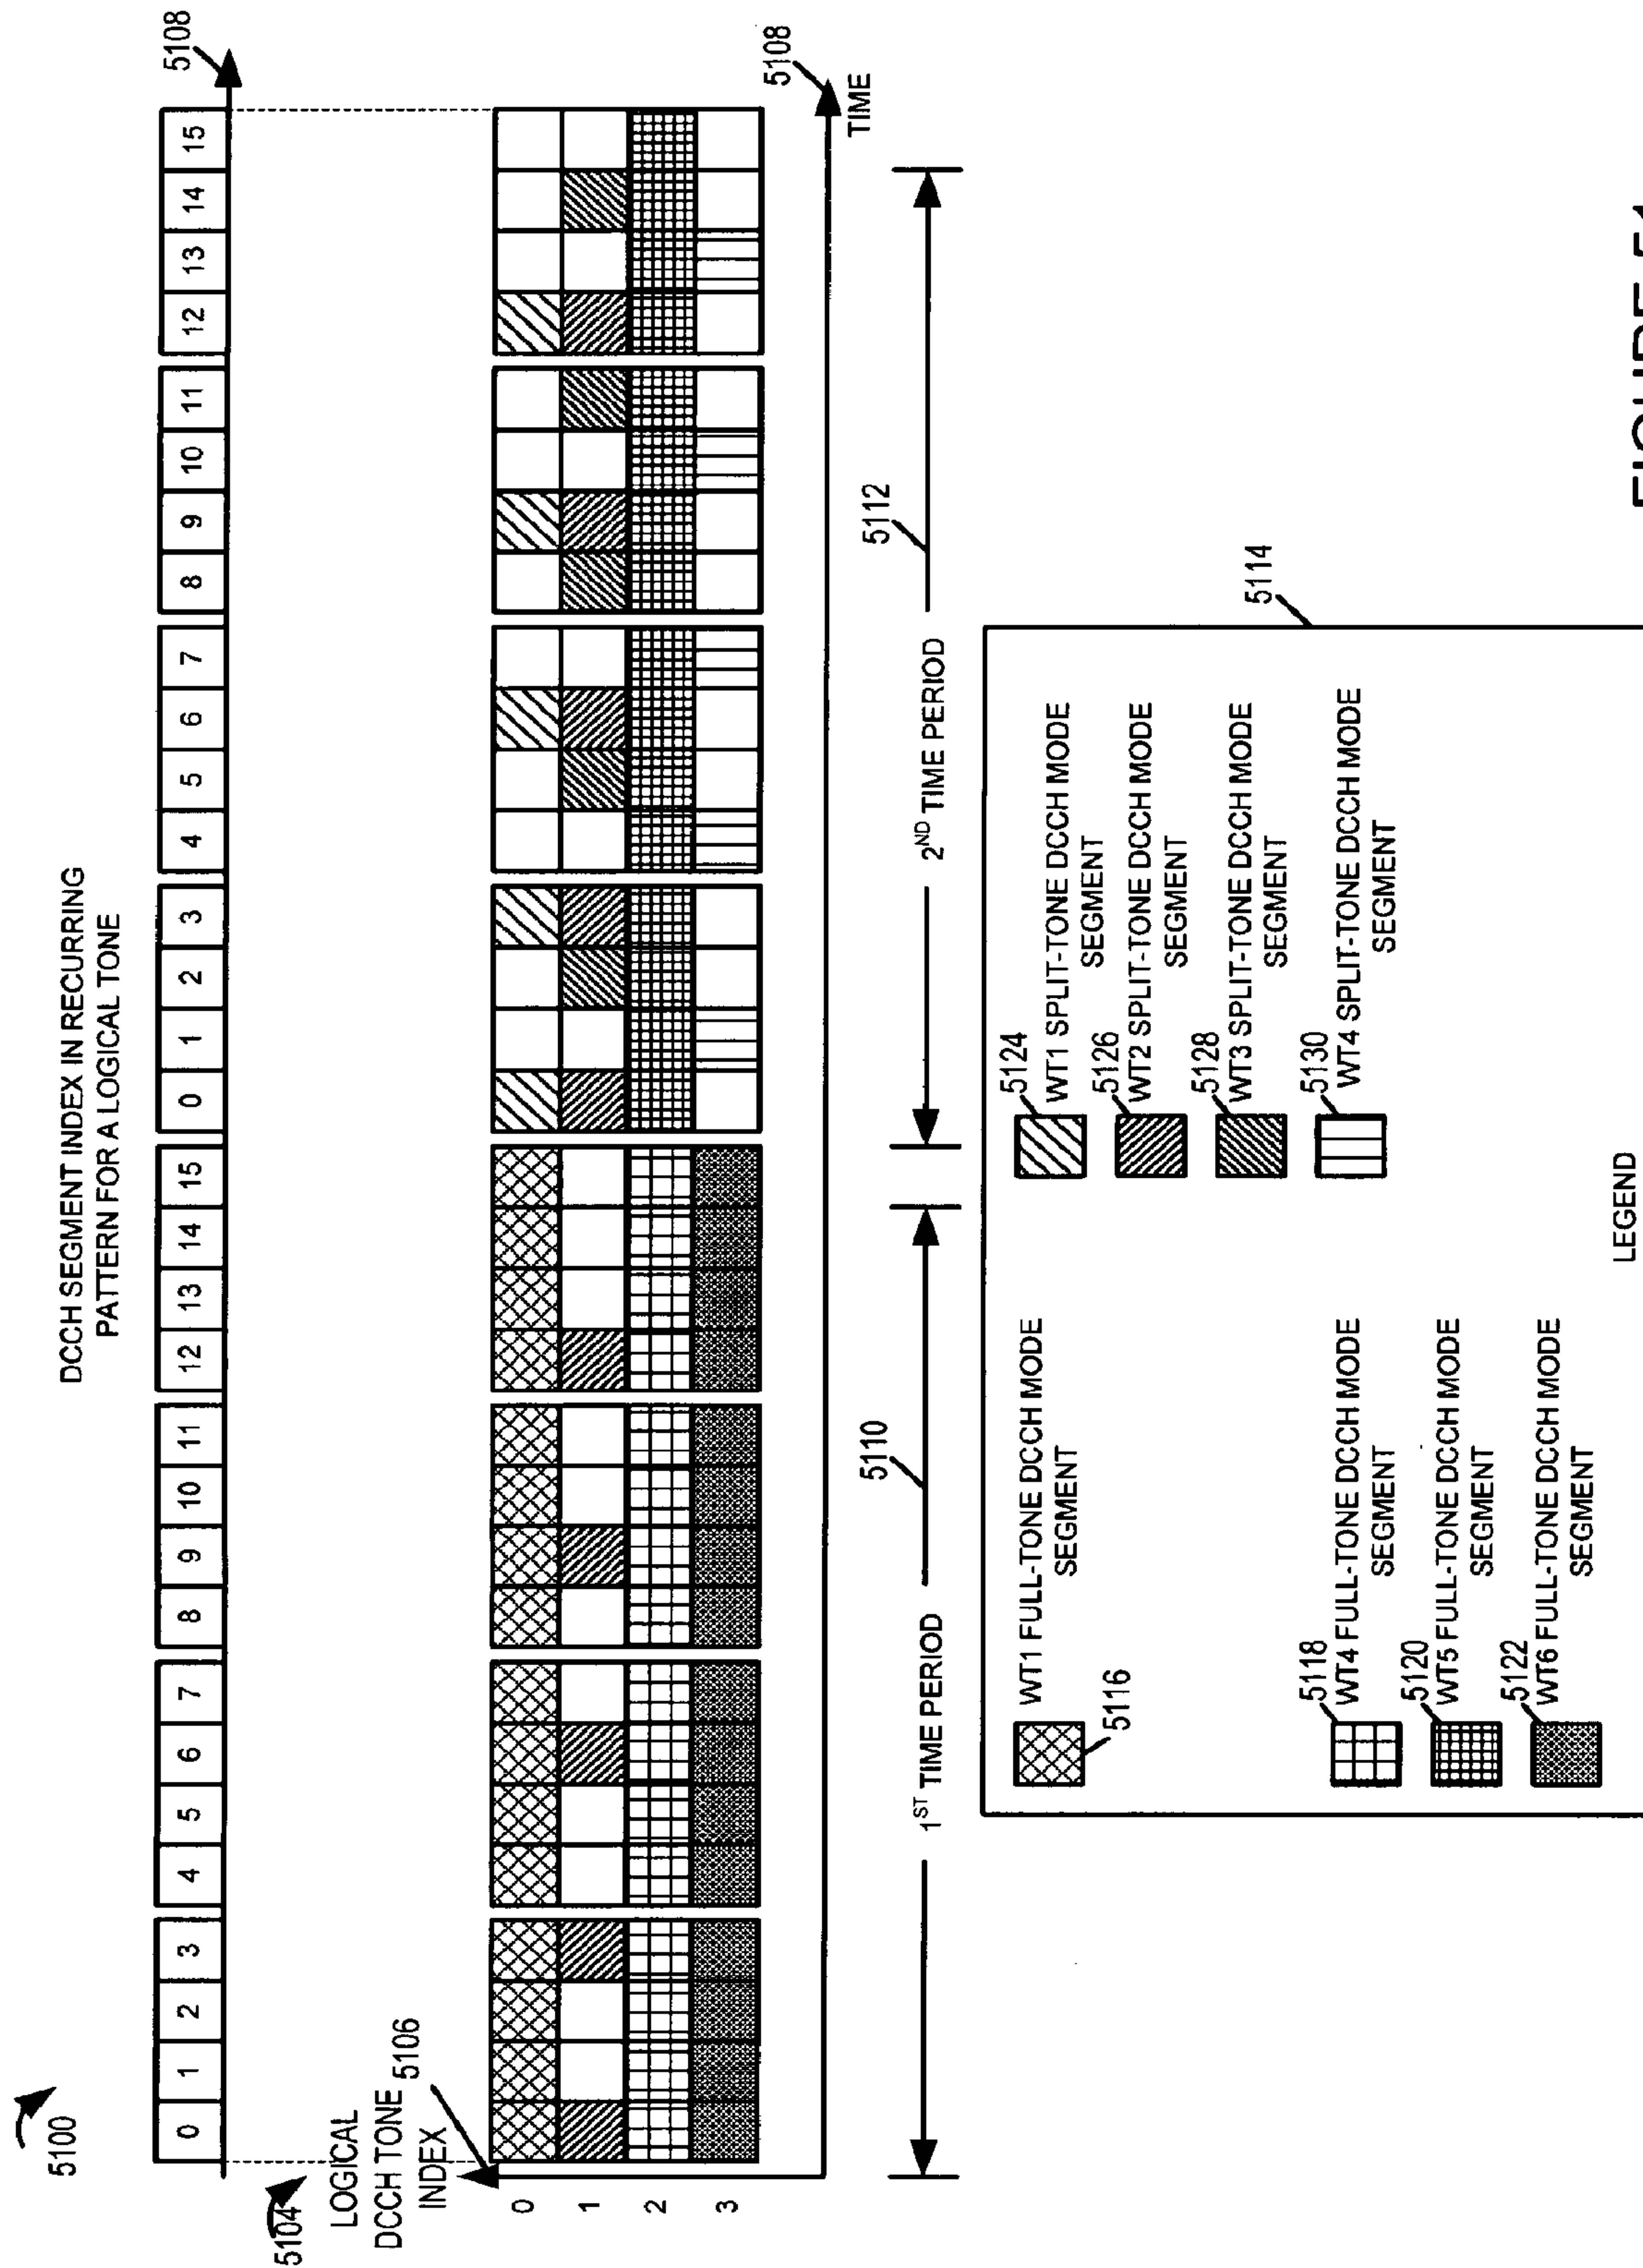 5100
DCCH SEGMENT INDEX IN RECURRING
PATTERN FOR A LOGICAL TONE
0 1 2 3 4 5 6 7 8 9 10 11 12 13 14 15 0 1 2 3 4 5 6 7 8 9 10 11 12 13 14 15
5108
5104
LOGICAL
DCCH TONE
INDEX
5106
0
1
2
3
5108
TIME
5110
5112
1ST TIME PERIOD
2ND TIME PERIOD
5114
WT1 FULL-TONE DCCH MODE
SEGMENT
5116
5118
WT4 FULL-TONE DCCH MODE
SEGMENT
5120
WT5 FULL-TONE DCCH MODE
SEGMENT
5122
WT6 FULL-TONE DCCH MODE
SEGMENT
5124
WT1 SPLIT-TONE DCCH MODE
SEGMENT
5126
WT2 SPLIT-TONE DCCH MODE
SEGMENT
5128
WT3 SPLIT-TONE DCCH MODE
SEGMENT
5130
WT4 SPLIT-TONE DCCH MODE
SEGMENT
LEGEND
FIGURE 51